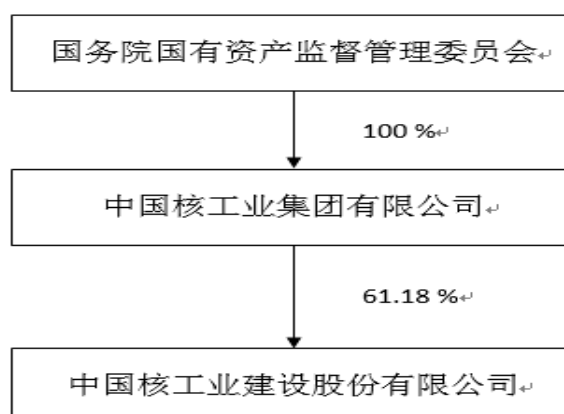 国务院国有资产监督管理委员会
100 %
中国核工业集团有限公司
61.18 %
中国核工业建设股份有限公司